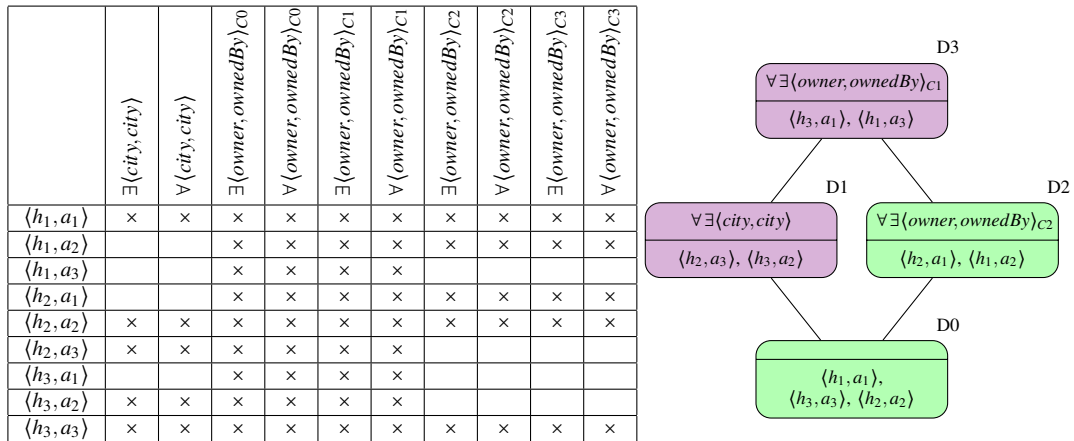 ∃⟨city,city⟩ ∀⟨city,city⟩ ∃⟨owner,ownedBy⟩C0 ∀⟨owner,ownedBy⟩C0 ∃⟨owner,ownedBy⟩C1 ∀⟨owner,ownedBy⟩C1 ∃⟨owner,ownedBy⟩C2 ∀⟨owner,ownedBy⟩C2 ∃⟨owner,ownedBy⟩C3 ∀⟨owner,ownedBy⟩C3
⟨h1,a1⟩ × × × × × × × × × ×
⟨h1,a2⟩ × × × × × × × ×
⟨h1,a3⟩ × × × ×
⟨h2,a1⟩ × × × × × × × ×
⟨h2,a2⟩ × × × × × × × × × ×
⟨h2,a3⟩ × × × × × ×
⟨h3,a1⟩ × × × ×
⟨h3,a2⟩ × × × × × ×
⟨h3,a3⟩ × × × × × × × × × ×
D3
∀∃⟨owner,ownedBy⟩C1
⟨h3,a1⟩, ⟨h1,a3⟩
D1
∀∃⟨city,city⟩
⟨h2,a3⟩, ⟨h3,a2⟩
D2
∀∃⟨owner,ownedBy⟩C2
⟨h2,a1⟩, ⟨h1,a2⟩
D0
⟨h1,a1⟩,
⟨h3,a3⟩, ⟨h2,a2⟩